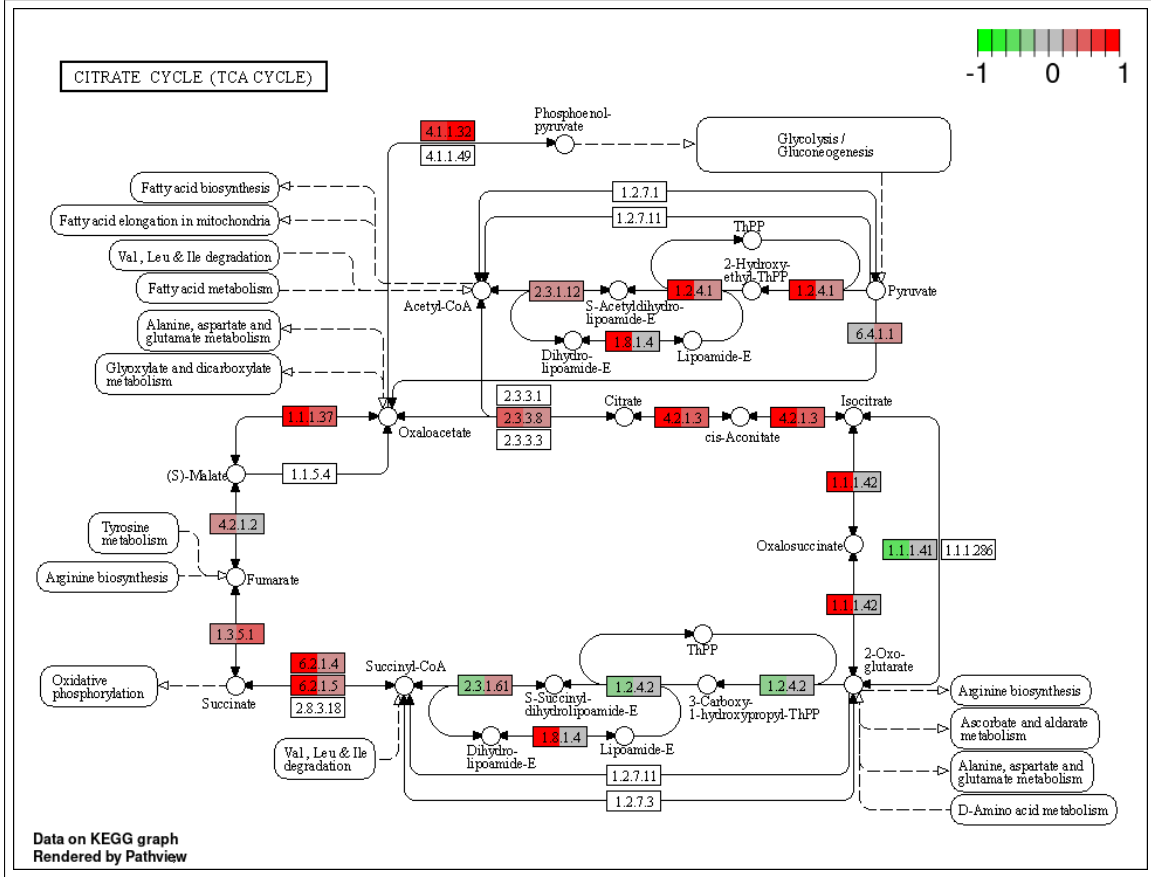 -1 0 1
CITRATE CYCLE (TCA CYCLE)
Phosphoenol-
pyruvate
4.1.1.32
4.1.1.49
Glycolysis /
Gluconeogenesis
Fatty acid biosynthesis
Fatty acid elongation in mitochondria
Val, Leu & Ile degradation
Fatty acid metabolism
Alanine, aspartate and
glutamate metabolism
Glyoxylate and dicarboxylate
metabolism
1.2.7.1
1.2.7.11
ThPP
2-Hydroxy-
ethyl-ThPP
2.3.1.12
1.2.4.1
1.2.4.1
Acetyl-CoA
S-Acetyldihydro-
lipoamide-E
Pyruvate
1.8.1.4
6.4.1.1
Dihydro-
lipoamide-E
Lipoamide-E
2.3.3.1
2.3.3.8
2.3.3.3
Citrate
4.2.1.3
cis-Aconitate
4.2.1.3
Isocitrate
1.1.1.37
Oxaloacetate
(S)-Malate
1.1.5.4
1.1.1.42
4.2.1.2
Tyrosine
metabolism
Oxalosuccinate
1.1.1.41
1.1.1.286
Arginine biosynthesis
Fumarate
1.1.1.42
1.3.5.1
ThPP
2-Oxo-
glutarate
6.2.1.4
6.2.1.5
2.8.3.18
Succinyl-CoA
2.3.1.61
1.2.4.2
1.2.4.2
Oxidative
phosphorylation
Succinate
S-Succinyl-
dihydrolipoamide-E
3-Carboxy-
1-hydroxypropyl-ThPP
Arginine biosynthesis
Ascorbate and aldarate
metabolism
Alanine, aspartate and
glutamate metabolism
D-Amino acid metabolism
1.8.1.4
Val, Leu & Ile
degradation
Dihydro-
lipoamide-E
Lipoamide-E
1.2.7.11
1.2.7.3
Data on KEGG graph
Rendered by Pathview